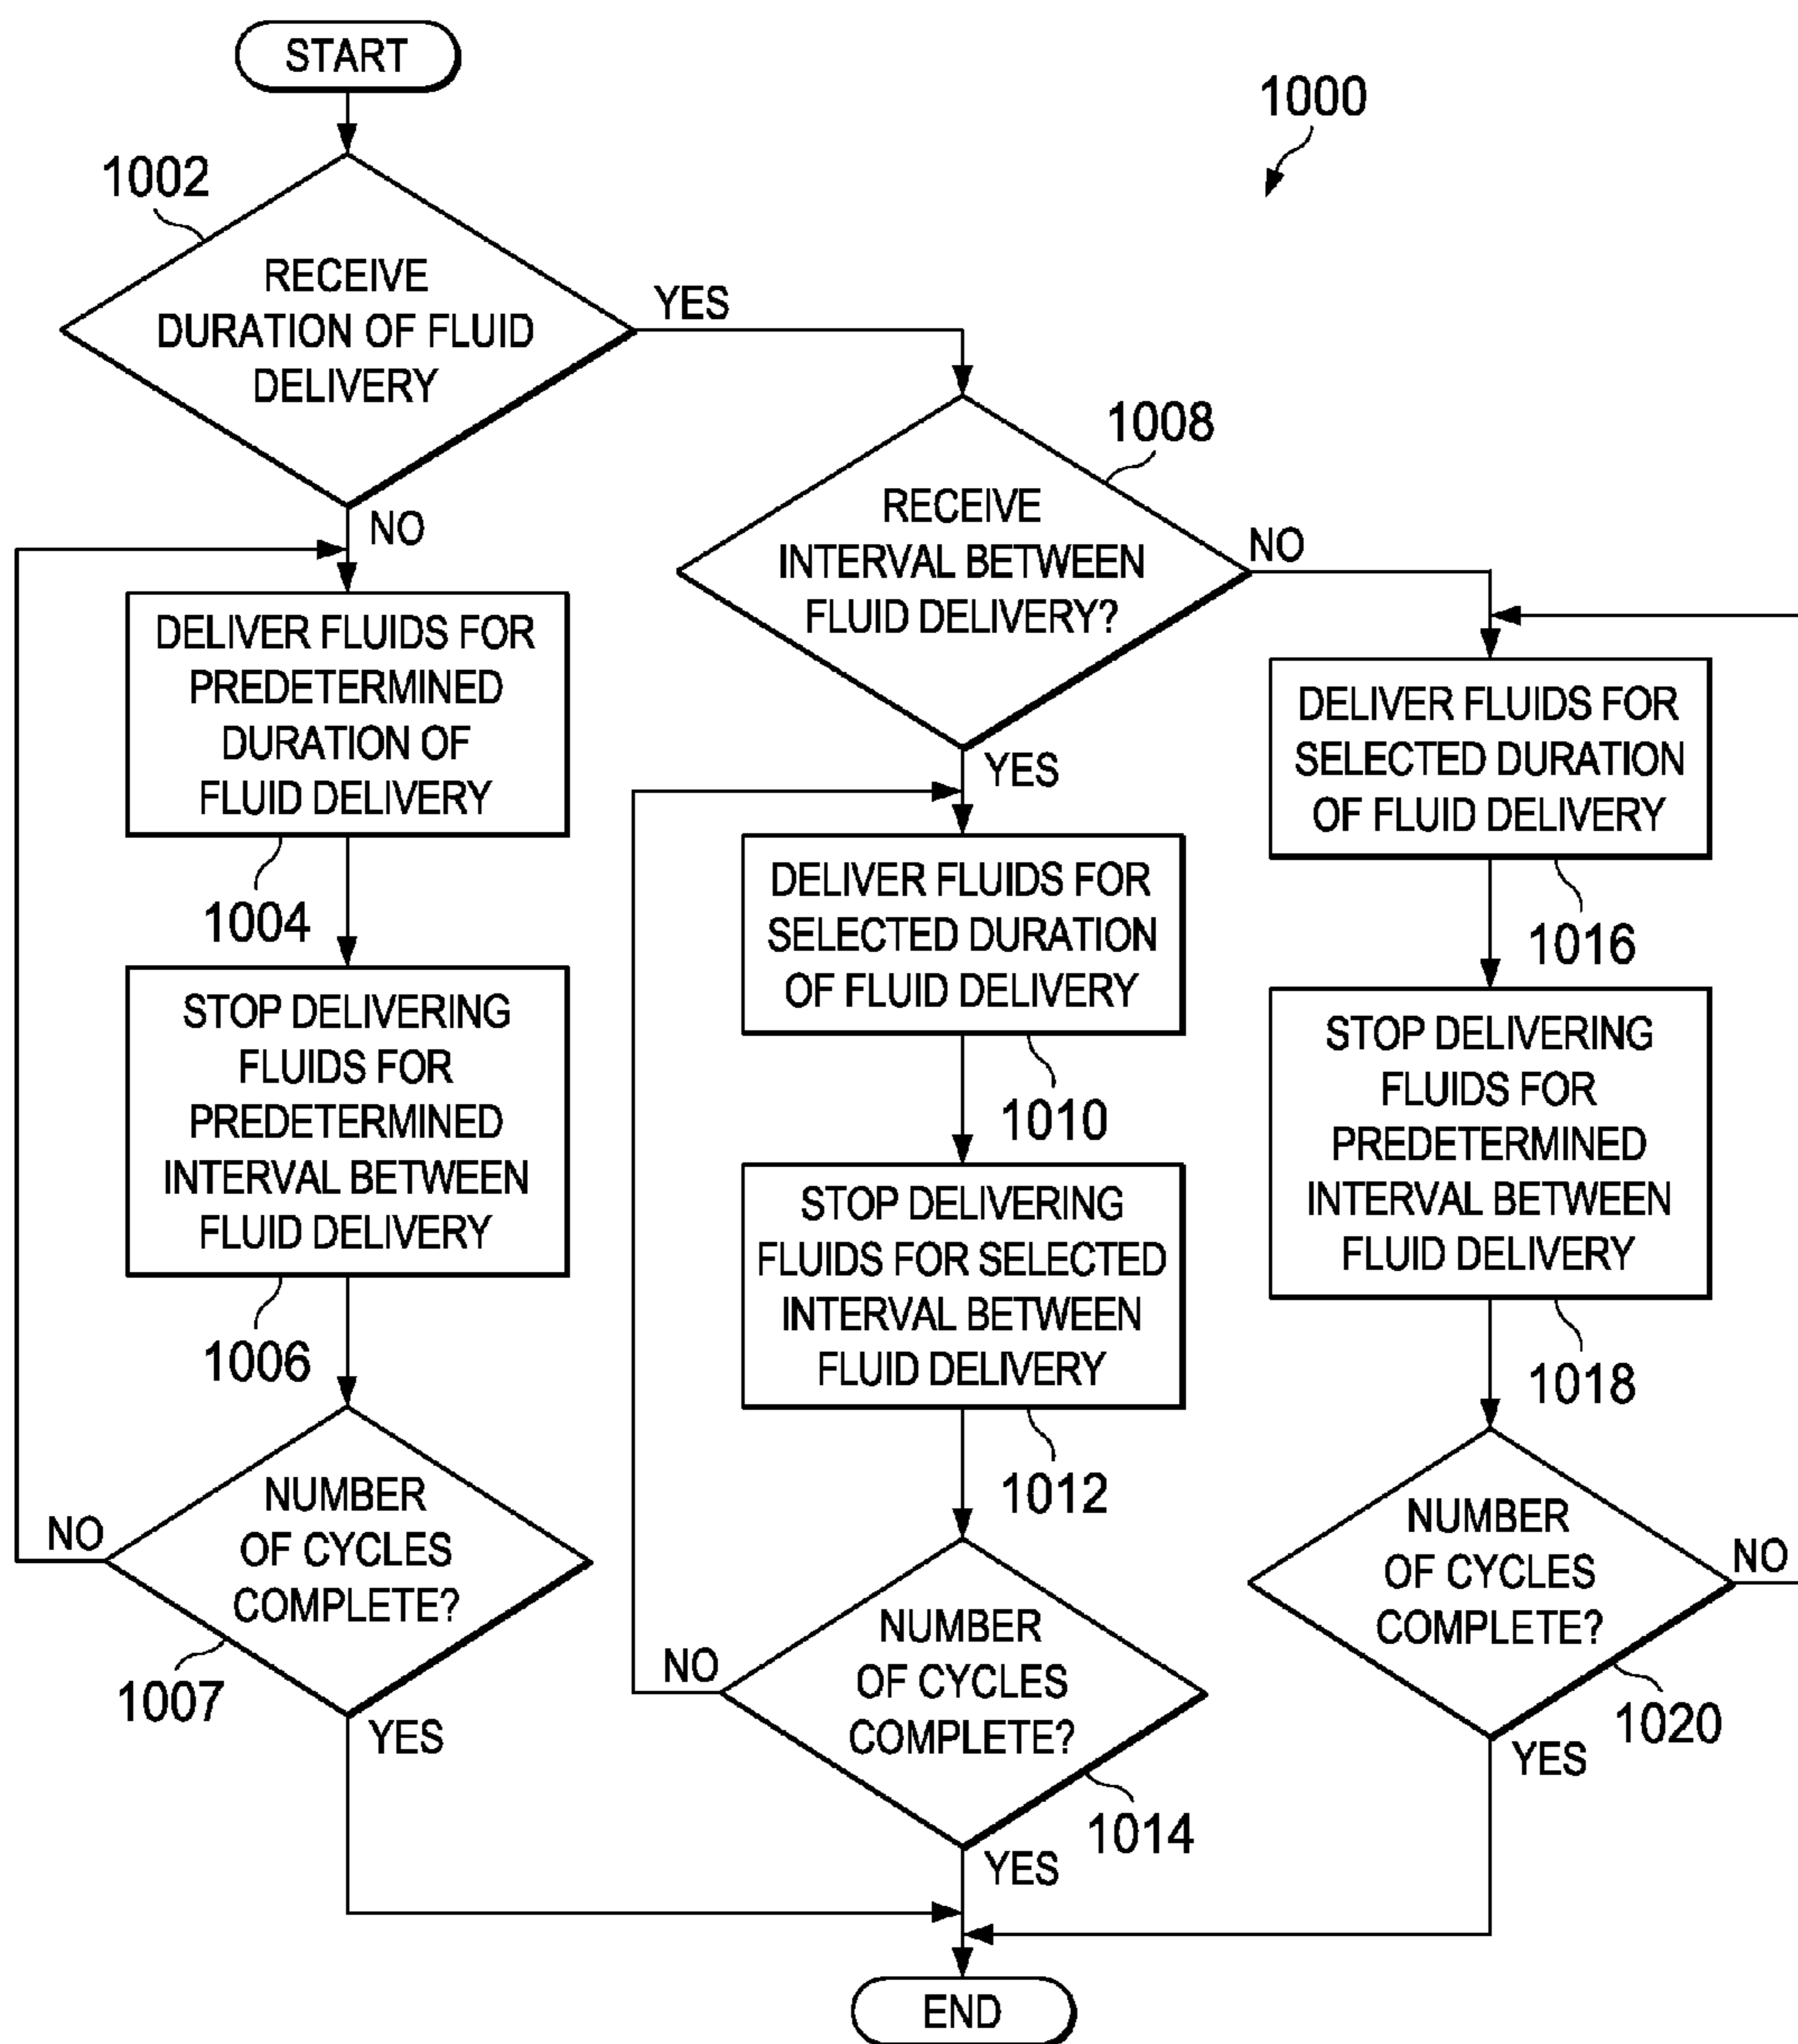 START
1000
1002
RECEIVE
DURATION OF FLUID
DELIVERY
YES
NO
1008
RECEIVE
INTERVAL BETWEEN
FLUID DELIVERY?
NO
YES
DELIVER FLUIDS FOR
PREDETERMINED
DURATION OF
FLUID DELIVERY
1004
STOP DELIVERING
FLUIDS FOR
PREDETERMINED
INTERVAL BETWEEN
FLUID DELIVERY
1006
NUMBER
OF CYCLES
COMPLETE?
NO
1007
YES
DELIVER FLUIDS FOR
SELECTED DURATION
OF FLUID DELIVERY
1010
STOP DELIVERING
FLUIDS FOR SELECTED
INTERVAL BETWEEN
FLUID DELIVERY
1012
NUMBER
OF CYCLES
COMPLETE?
NO
1014
YES
DELIVER FLUIDS FOR
SELECTED DURATION
OF FLUID DELIVERY
1016
STOP DELIVERING
FLUIDS FOR
PREDETERMINED
INTERVAL BETWEEN
FLUID DELIVERY
1018
NUMBER
OF CYCLES
COMPLETE?
NO
1020
YES
END